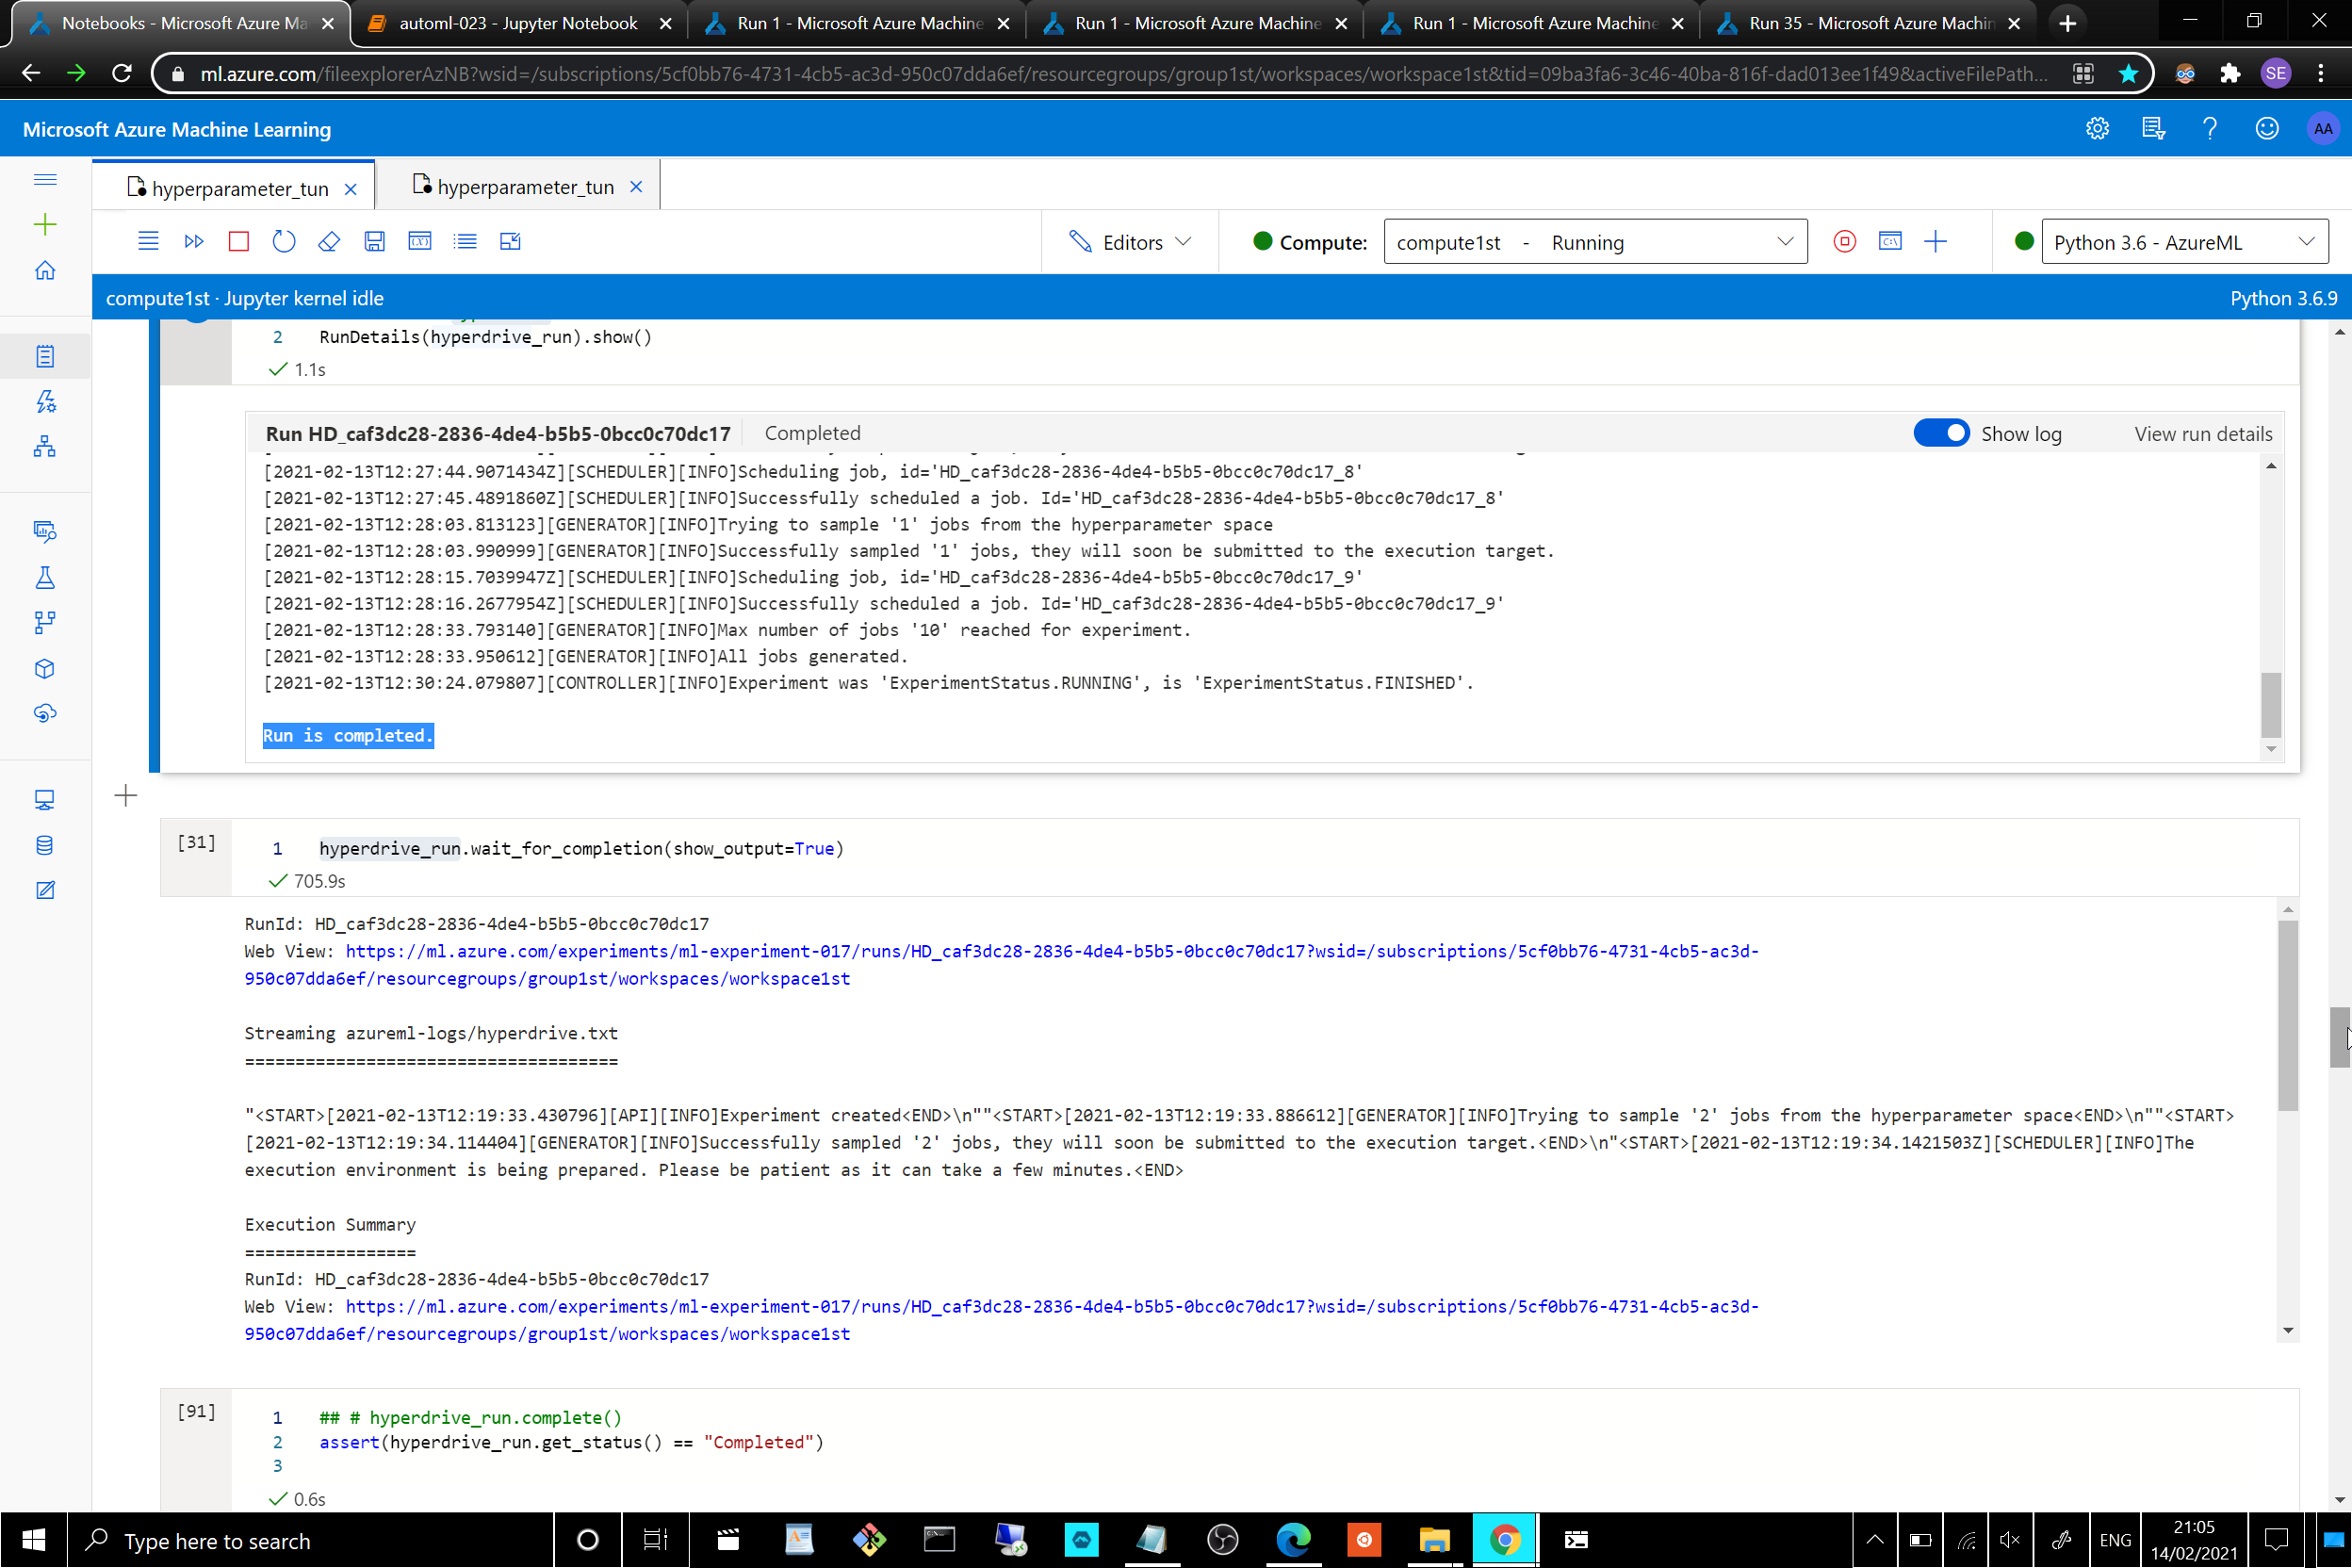 Notebooks - Microsoft Azure Ma
automl-023 - Jupyter Notebook
Run 1 - Microsoft Azure Machine
Run 1 - Microsoft Azure Machine
Run 1 - Microsoft Azure Machine
Run 35 - Microsoft Azure Machin
ml.azure.com/fileexplorerAzNB?wsid=/subscriptions/5cf0bb76-4731-4cb5-ac3d-950c07dda6ef/resourcegroups/group1st/workspaces/workspace1st&tid=09ba3fa6-3c46-40ba-816f-dad013ee1f49&activeFilePath...
SE
Microsoft Azure Machine Learning
AA
hyperparameter_tun
hyperparameter_tun
Editors
Compute:
compute1st - Running
Python 3.6 - AzureML
compute1st · Jupyter kernel idle
Python 3.6.9
2 RunDetails(hyperdrive_run).show()
1.1s
Run HD_caf3dc28-2836-4de4-b5b5-0bcc0c70dc17
Completed
Show log
View run details
[2021-02-13T12:27:44.9071434Z][SCHEDULER][INFO]Scheduling job, id='HD_caf3dc28-2836-4de4-b5b5-0bcc0c70dc17_8'
[2021-02-13T12:27:45.4891860Z][SCHEDULER][INFO]Successfully scheduled a job. Id='HD_caf3dc28-2836-4de4-b5b5-0bcc0c70dc17_8'
[2021-02-13T12:28:03.813123][GENERATOR][INFO]Trying to sample '1' jobs from the hyperparameter space
[2021-02-13T12:28:03.990999][GENERATOR][INFO]Successfully sampled '1' jobs, they will soon be submitted to the execution target.
[2021-02-13T12:28:15.7039947Z][SCHEDULER][INFO]Scheduling job, id='HD_caf3dc28-2836-4de4-b5b5-0bcc0c70dc17_9'
[2021-02-13T12:28:16.2677954Z][SCHEDULER][INFO]Successfully scheduled a job. Id='HD_caf3dc28-2836-4de4-b5b5-0bcc0c70dc17_9'
[2021-02-13T12:28:33.793140][GENERATOR][INFO]Max number of jobs '10' reached for experiment.
[2021-02-13T12:28:33.950612][GENERATOR][INFO]All jobs generated.
[2021-02-13T12:30:24.079807][CONTROLLER][INFO]Experiment was 'ExperimentStatus.RUNNING', is 'ExperimentStatus.FINISHED'.
Run is completed.
[31]
1 hyperdrive_run.wait_for_completion(show_output=True)
705.9s
RunId: HD_caf3dc28-2836-4de4-b5b5-0bcc0c70dc17
Web View: https://ml.azure.com/experiments/ml-experiment-017/runs/HD_caf3dc28-2836-4de4-b5b5-0bcc0c70dc17?wsid=/subscriptions/5cf0bb76-4731-4cb5-ac3d-
950c07dda6ef/resourcegroups/group1st/workspaces/workspace1st
Streaming azureml-logs/hyperdrive.txt
=====================================
"<START>[2021-02-13T12:19:33.430796][API][INFO]Experiment created<END>\n""<START>[2021-02-13T12:19:33.886612][GENERATOR][INFO]Trying to sample '2' jobs from the hyperparameter space<END>\n""<START>
[2021-02-13T12:19:34.114404][GENERATOR][INFO]Successfully sampled '2' jobs, they will soon be submitted to the execution target.<END>\n"<START>[2021-02-13T12:19:34.1421503Z][SCHEDULER][INFO]The
execution environment is being prepared. Please be patient as it can take a few minutes.<END>
Execution Summary
=================
RunId: HD_caf3dc28-2836-4de4-b5b5-0bcc0c70dc17
Web View: https://ml.azure.com/experiments/ml-experiment-017/runs/HD_caf3dc28-2836-4de4-b5b5-0bcc0c70dc17?wsid=/subscriptions/5cf0bb76-4731-4cb5-ac3d-
950c07dda6ef/resourcegroups/group1st/workspaces/workspace1st
[91]
1 ## # hyperdrive_run.complete()
2 assert(hyperdrive_run.get_status() == "Completed")
3
0.6s
Type here to search
ENG
21:05
14/02/2021